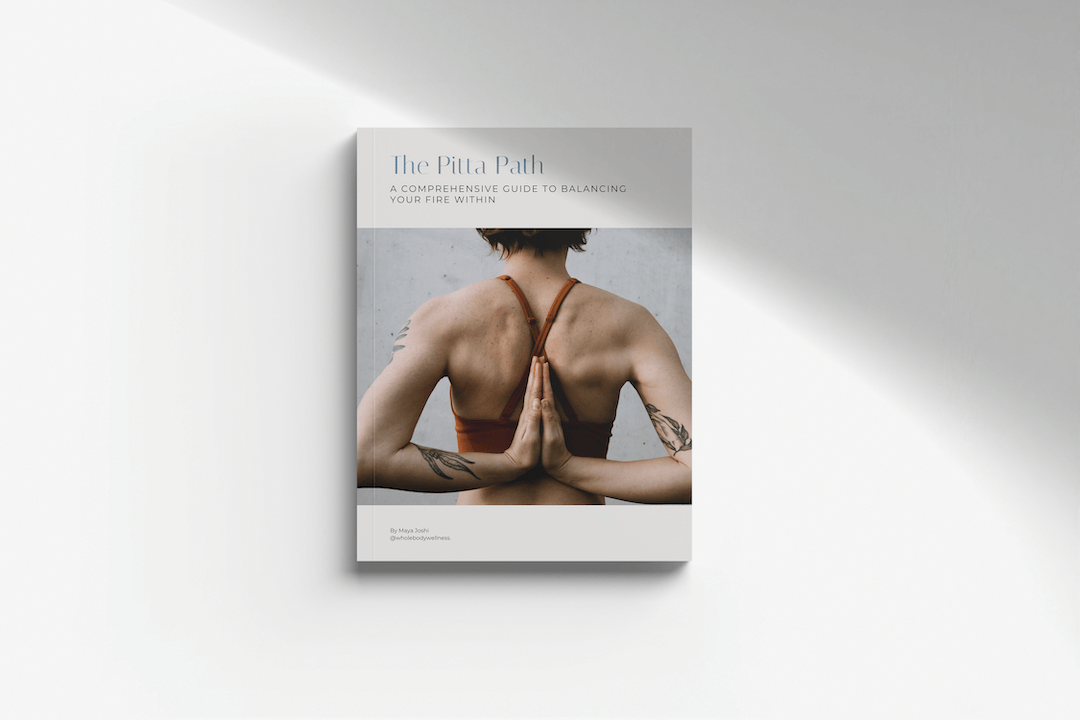 The Pitta Path
A COMPREHENSIVE GUIDE TO BALANCING
YOUR FIRE WITHIN
By Maya Joshi
@wholebodywellness